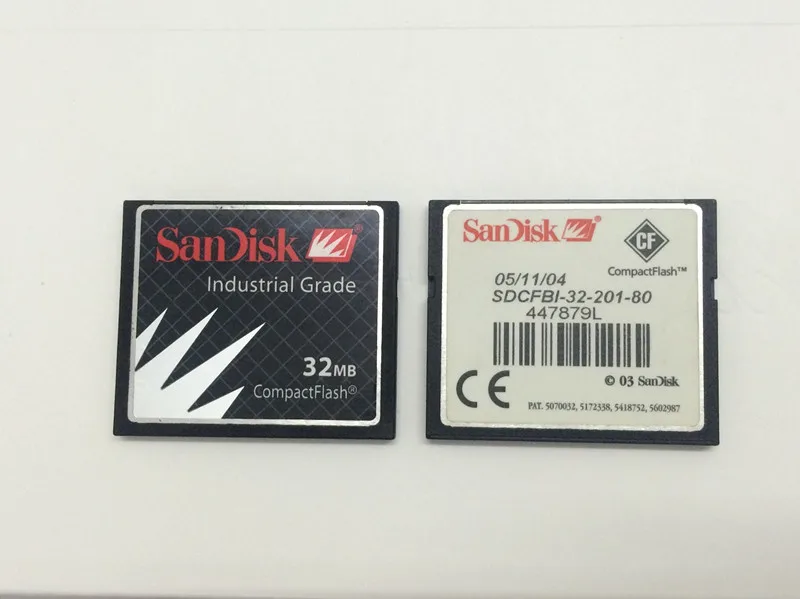 SanDisk®
Industrial Grade
32MB
CompactFlash®
SanDisk®
CF
CompactFlash™
05/11/04
SDCFBI-32-201-80
447879L
CE
© 03 SanDisk
PAT. 5070032, 5172338, 5418752, 5602987